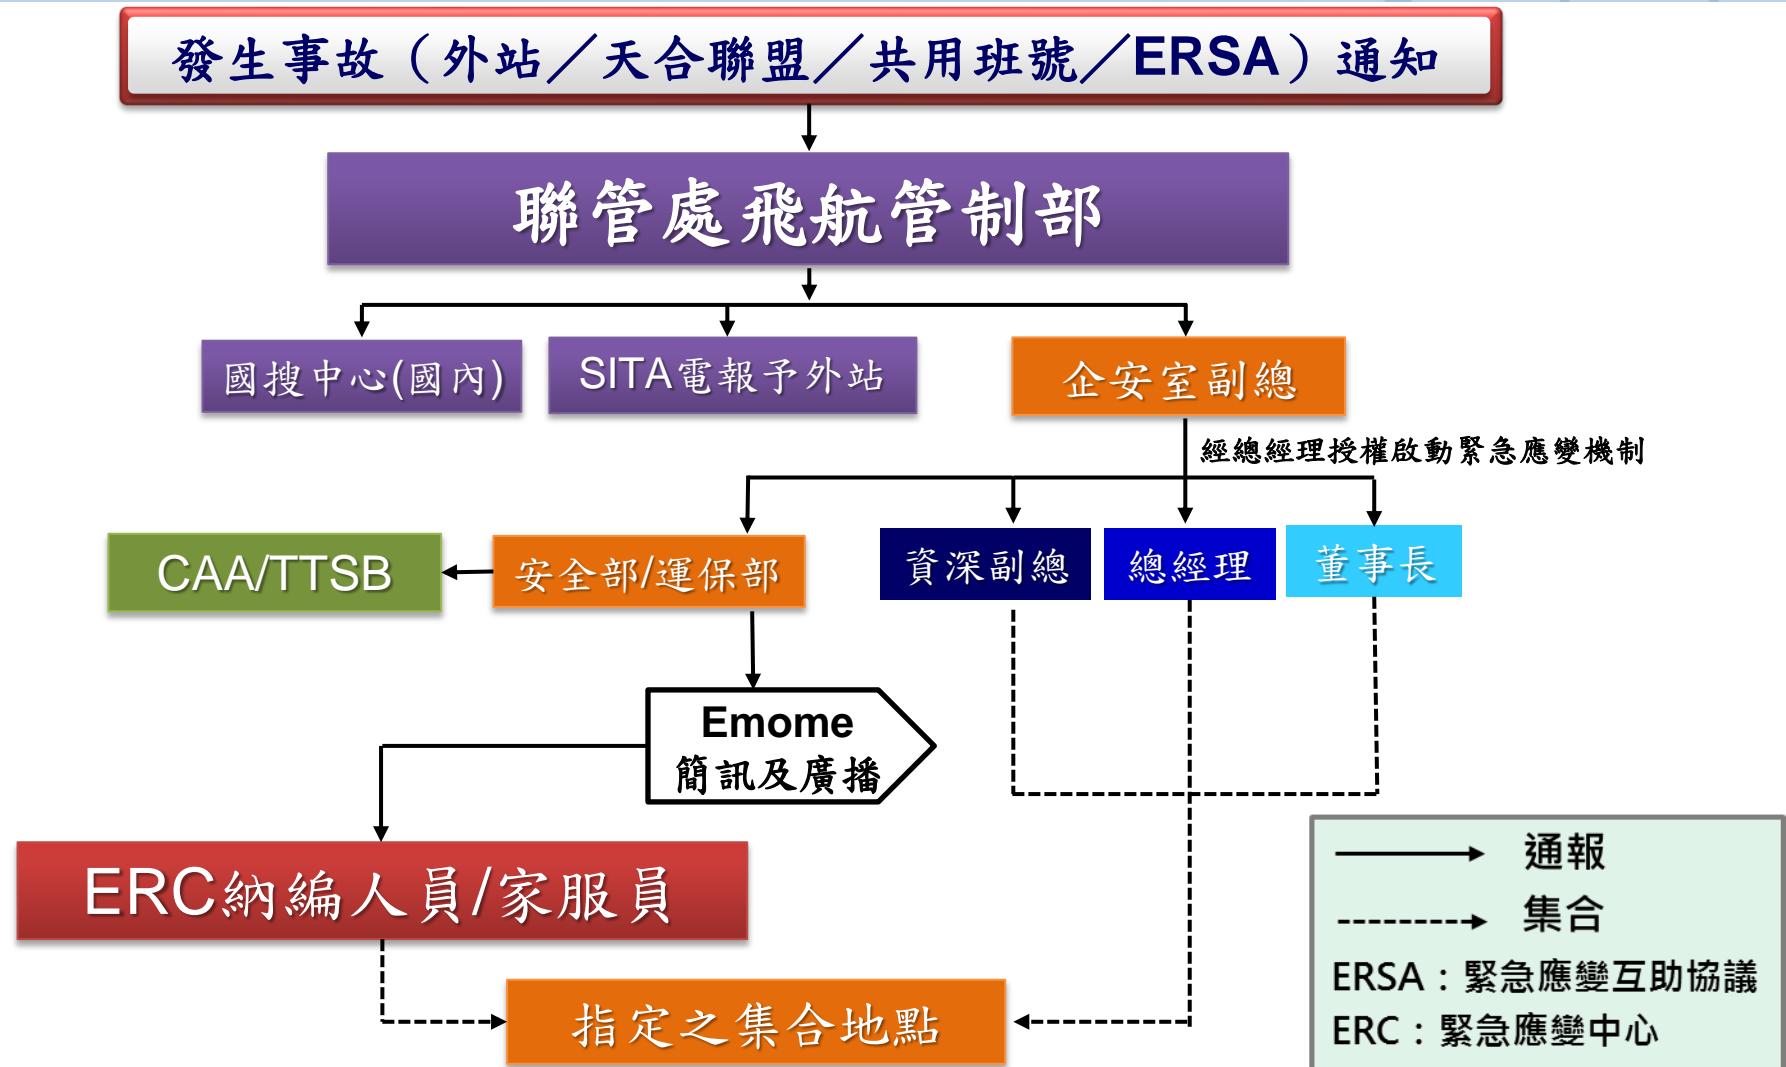 發生事故（外站／天合聯盟／共用班號／ERSA）通知
聯管處飛航管制部
國搜中心(國內)
SITA電報予外站
企安室副總
經總經理授權啟動緊急應變機制
CAA/TTSB
安全部/運保部
資深副總
總經理
董事長
Emome
簡訊及廣播
ERC納編人員/家服員
指定之集合地點
通報
集合
ERSA：緊急應變互助協議
ERC：緊急應變中心